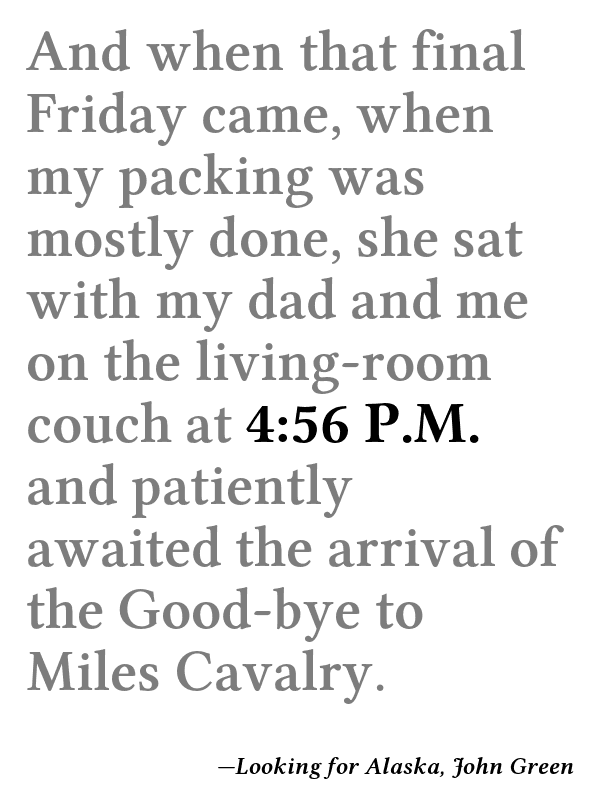 And when that final
Friday came, when
my packing was
mostly done, she sat
with my dad and me
on the living-room
couch at 4:56 P.M.
and patiently
awaited the arrival of
the Good-bye to
Miles Cavalry.
—Looking for Alaska, John Green